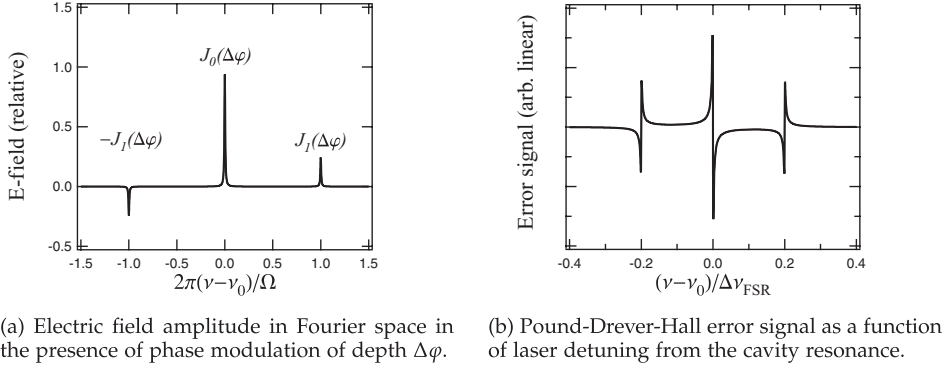 E-field (relative)
1.5
1.0
0.5
0.0
-0.5
J₀(Δφ)
−J₁(Δφ)
J₁(Δφ)
-1.5 -1.0 -0.5 0.0 0.5 1.0 1.5
2π(ν−ν₀)/Ω
(a) Electric field amplitude in Fourier space in
the presence of phase modulation of depth Δφ.
Error signal (arb. linear)
-0.4 -0.2 0.0 0.2 0.4
(ν−ν₀)/Δν_FSR
(b) Pound-Drever-Hall error signal as a function
of laser detuning from the cavity resonance.